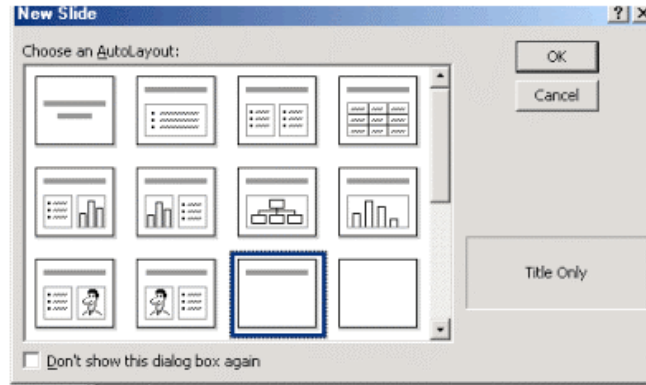 New Slide
Choose an AutoLayout:
OK
Cancel
Title Only
Don't show this dialog box again